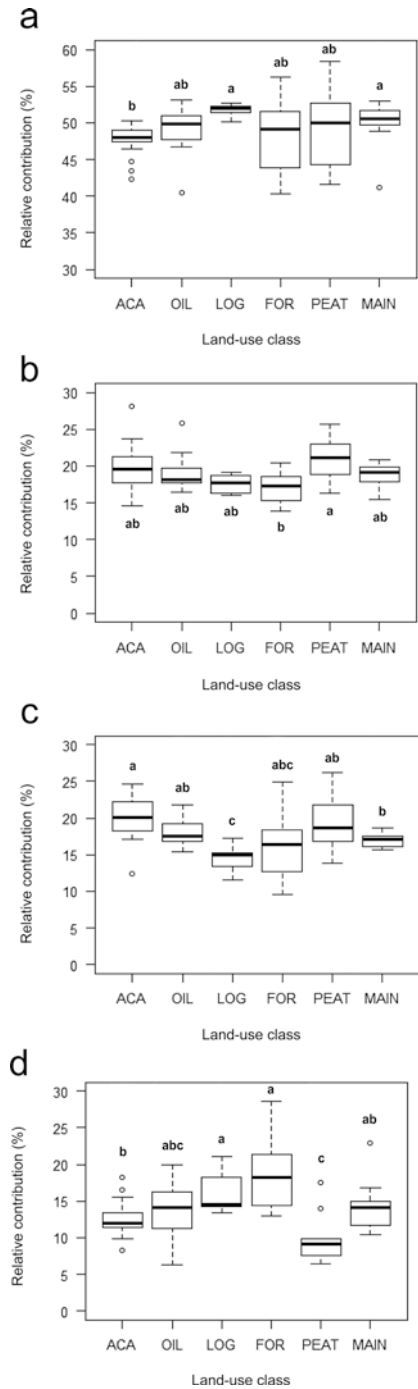 a
60
55
50
45
40
35
30
Relative contribution (%)
b ab a ab ab a
ACA OIL LOG FOR PEAT MAIN
Land-use class
b
30
25
20
15
10
5
0
Relative contribution (%)
ab ab ab b a ab
ACA OIL LOG FOR PEAT MAIN
Land-use class
c
30
25
20
15
10
5
0
Relative contribution (%)
a ab c abc ab b
ACA OIL LOG FOR PEAT MAIN
Land-use class
d
30
25
20
15
10
5
0
Relative contribution (%)
b abc a a c ab
ACA OIL LOG FOR PEAT MAIN
Land-use class